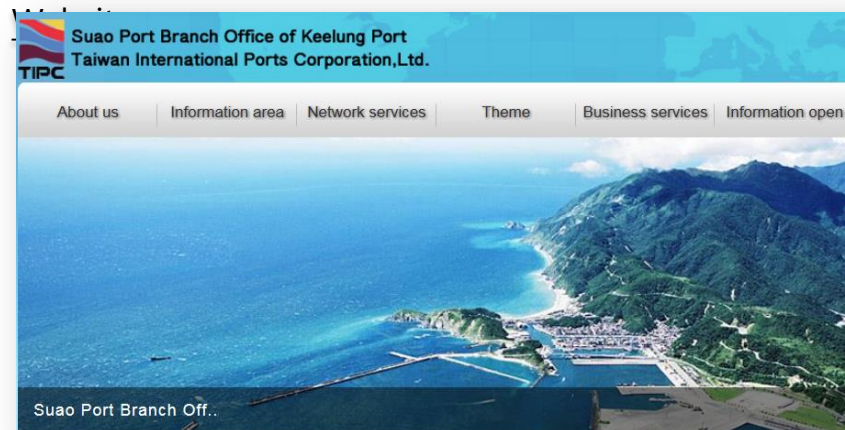 Suao Port Branch Office of Keelung Port
Taiwan International Ports Corporation,Ltd.
TIPC
About us
Information area
Network services
Theme
Business services
Information open
Suao Port Branch Off..